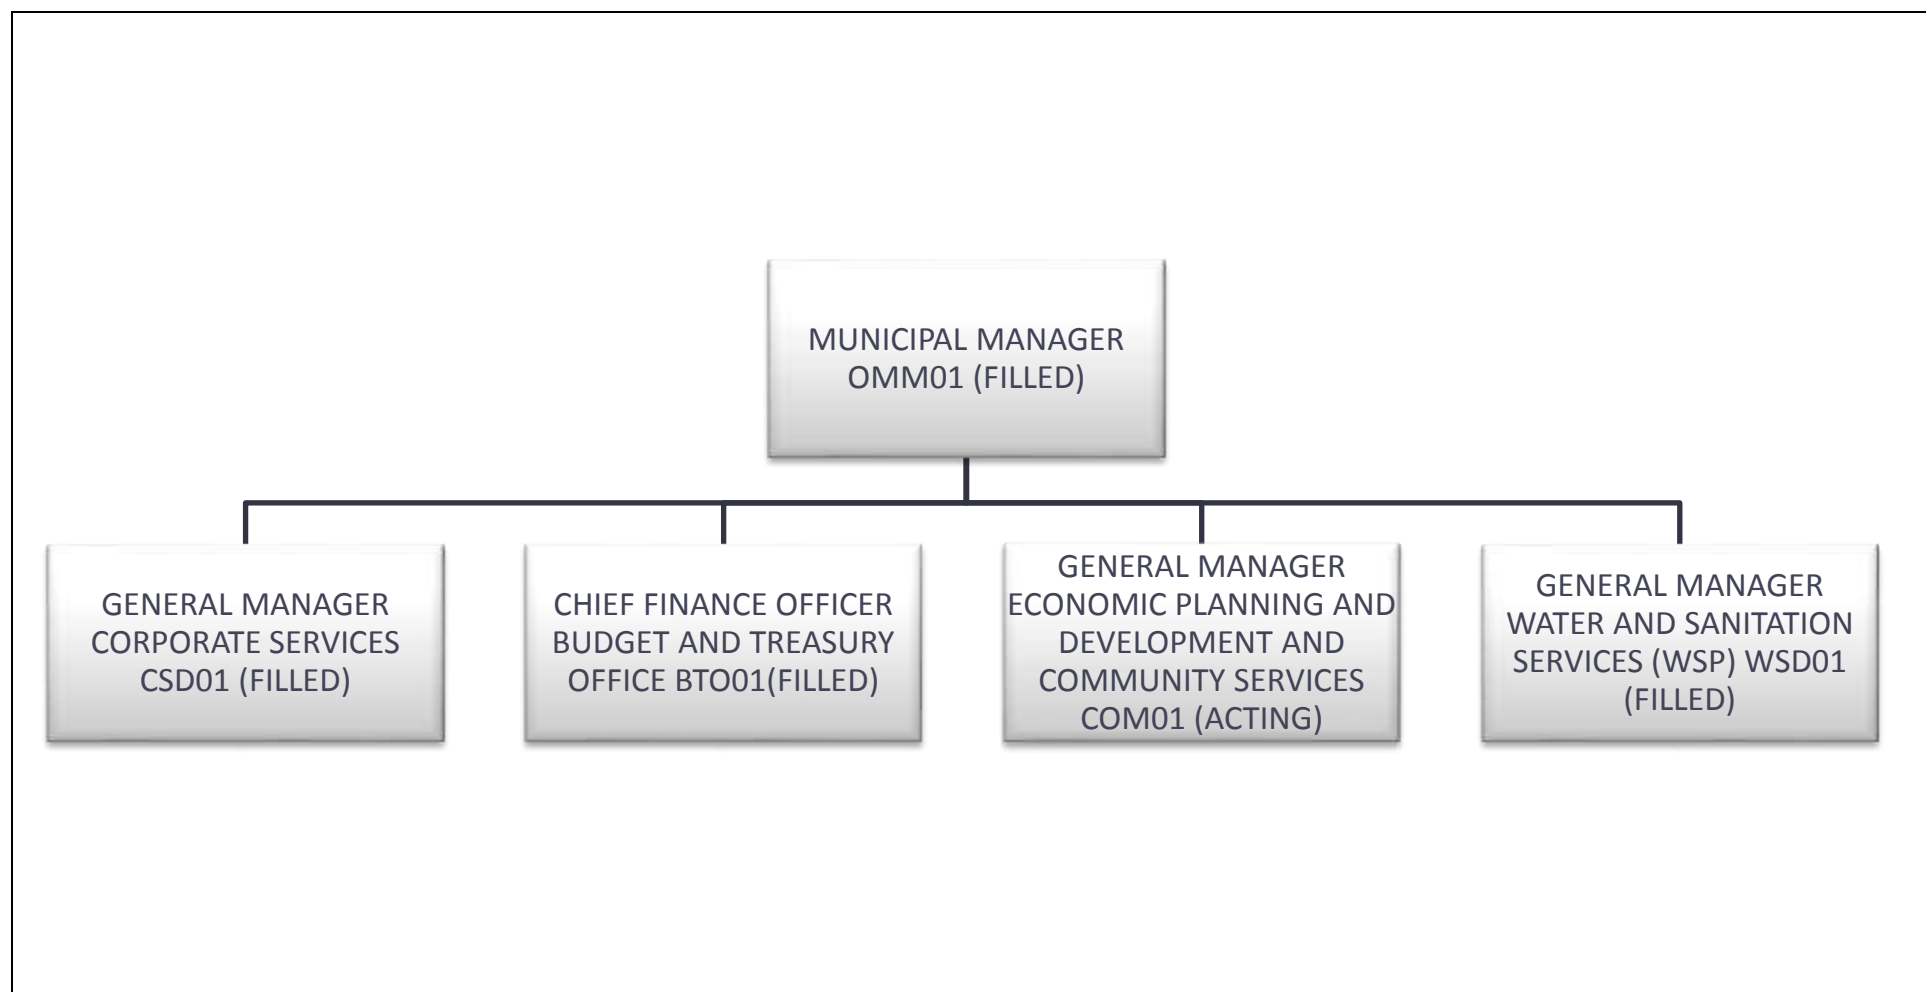 MUNICIPAL MANAGER
OMM01 (FILLED)
GENERAL MANAGER
CORPORATE SERVICES
CSD01 (FILLED)
CHIEF FINANCE OFFICER
BUDGET AND TREASURY
OFFICE BTO01(FILLED)
GENERAL MANAGER
ECONOMIC PLANNING AND
DEVELOPMENT AND
COMMUNITY SERVICES
COM01 (ACTING)
GENERAL MANAGER
WATER AND SANITATION
SERVICES (WSP) WSD01
(FILLED)